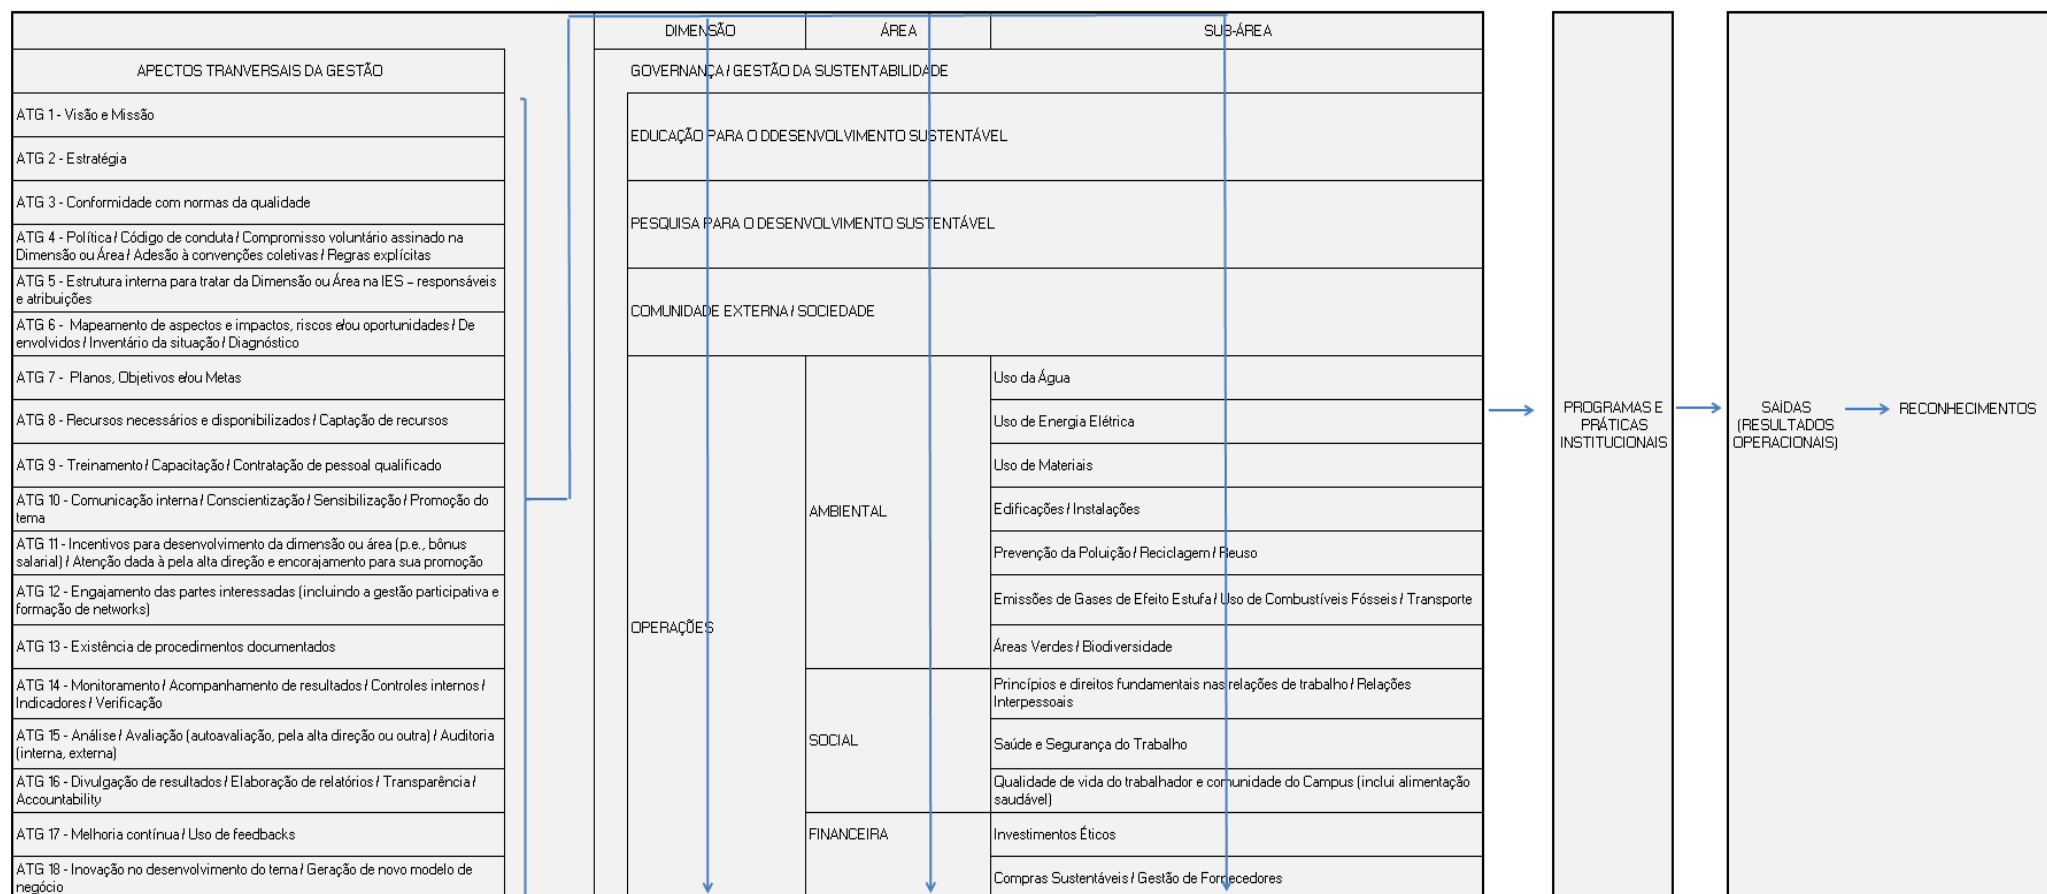 DIMENSÃO
ÁREA
SUB-ÁREA
APECTOS TRANVERSAIS DA GESTÃO
ATG 1 - Visão e Missão
ATG 2 - Estratégia
ATG 3 - Conformidade com normas da qualidade
ATG 4 - Política / Código de conduta / Compromisso voluntário assinado na
Dimensão ou Área / Adesão à convenções coletivas / Regras explícitas
ATG 5 - Estrutura interna para tratar da Dimensão ou Área na IES – responsáveis
e atribuições
ATG 6 -  Mapeamento de aspectos e impactos, riscos e/ou oportunidades / De
envolvidos / Inventário da situação / Diagnóstico
ATG 7 -  Planos, Objetivos e/ou Metas
ATG 8 - Recursos necessários e disponibilizados / Captação de recursos
ATG 9 - Treinamento / Capacitação / Contratação de pessoal qualificado
ATG 10 - Comunicação interna / Conscientização / Sensibilização / Promoção do
tema
ATG 11 - Incentivos para desenvolvimento da dimensão ou área (p.e., bônus
salarial) / Atenção dada à pela alta direção e encorajamento para sua promoção
ATG 12 - Engajamento das partes interessadas (incluindo a gestão participativa e
formação de networks)
ATG 13 - Existência de procedimentos documentados
ATG 14 - Monitoramento / Acompanhamento de resultados / Controles internos /
Indicadores / Verificação
ATG 15 - Análise / Avaliação (autoavaliação, pela alta direção ou outra) / Auditoria
(interna, externa)
ATG 16 - Divulgação de resultados / Elaboração de relatórios / Transparência /
Accountability
ATG 17 - Melhoria contínua / Uso de feedbacks
ATG 18 - Inovação no desenvolvimento do tema / Geração de novo modelo de
negócio
GOVERNANÇA / GESTÃO DA SUSTENTABILIDADE
EDUCAÇÃO PARA O DDESENVOLVIMENTO SUSTENTÁVEL
PESQUISA PARA O DESENVOLVIMENTO SUSTENTÁVEL
COMUNIDADE EXTERNA / SOCIEDADE
OPERAÇÕES
AMBIENTAL
Uso da Água
Uso de Energia Elétrica
Uso de Materiais
Edificações / Instalações
Prevenção da Poluição / Reciclagem / Reuso
Emissões de Gases de Efeito Estufa / Uso de Combustíveis Fósseis / Transporte
Áreas Verdes / Biodiversidade
SOCIAL
Princípios e direitos fundamentais nas relações de trabalho / Relações
Interpessoais
Saúde e Segurança do Trabalho
Qualidade de vida do trabalhador e comunidade do Campus (inclui alimentação
saudável)
FINANCEIRA
Investimentos Éticos
Compras Sustentáveis / Gestão de Fornecedores
PROGRAMAS E
PRÁTICAS
INSTITUCIONAIS
SAÍDAS
(RESULTADOS
OPERACIONAIS)
RECONHECIMENTOS